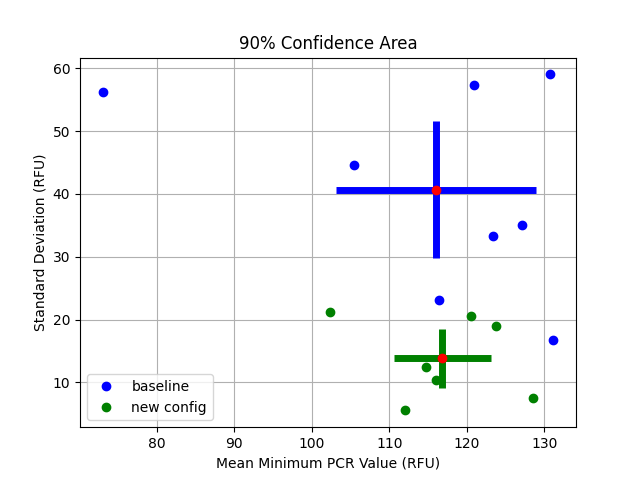 90% Confidence Area
Standard Deviation (RFU)
60
50
40
30
20
10
baseline
new config
80
90
100
110
120
130
Mean Minimum PCR Value (RFU)